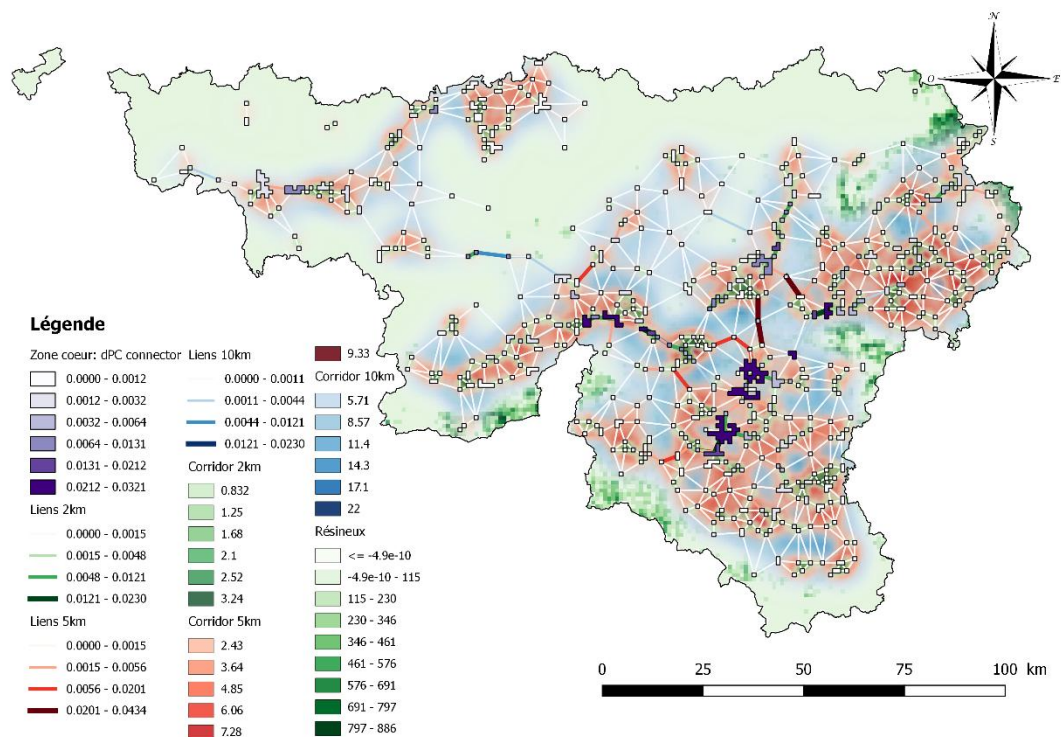 N
O
E
S
Légende
Zone coeur: dPC connector
0.0000 - 0.0012
0.0012 - 0.0032
0.0032 - 0.0064
0.0064 - 0.0131
0.0131 - 0.0212
0.0212 - 0.0321
Liens 2km
0.0000 - 0.0015
0.0015 - 0.0048
0.0048 - 0.0121
0.0121 - 0.0230
Liens 5km
0.0000 - 0.0015
0.0015 - 0.0056
0.0056 - 0.0201
0.0201 - 0.0434
Liens 10km
0.0000 - 0.0011
0.0011 - 0.0044
0.0044 - 0.0121
0.0121 - 0.0230
Corridor 2km
0.832
1.25
1.68
2.1
2.52
3.24
Corridor 5km
2.43
3.64
4.85
6.06
7.28
9.33
Corridor 10km
5.71
8.57
11.4
14.3
17.1
22
Résineux
<= -4.9e-10
-4.9e-10 - 115
115 - 230
230 - 346
346 - 461
461 - 576
576 - 691
691 - 797
797 - 886
0 25 50 75 100 km